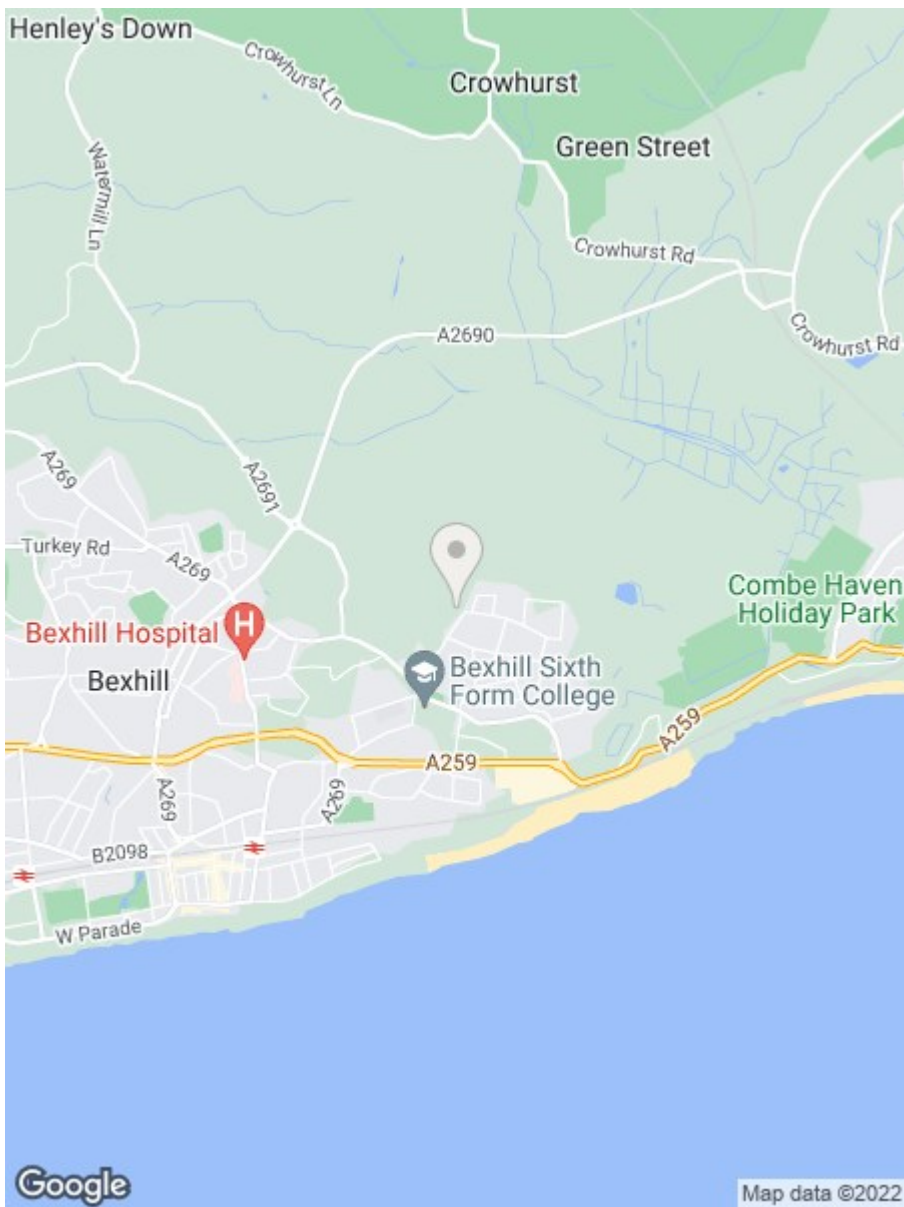 Henley's Down
Crowhurst Ln
Crowhurst
Green Street
Watermill Ln
Crowhurst Rd
A2690
Crowhurst Rd
A269
A2691
Turkey Rd
A269
Combe Haven
Holiday Park
H
Bexhill Hospital
Bexhill
Bexhill Sixth
Form College
A259
A259
A269
A269
B2098
W Parade
Google
Map data ©2022